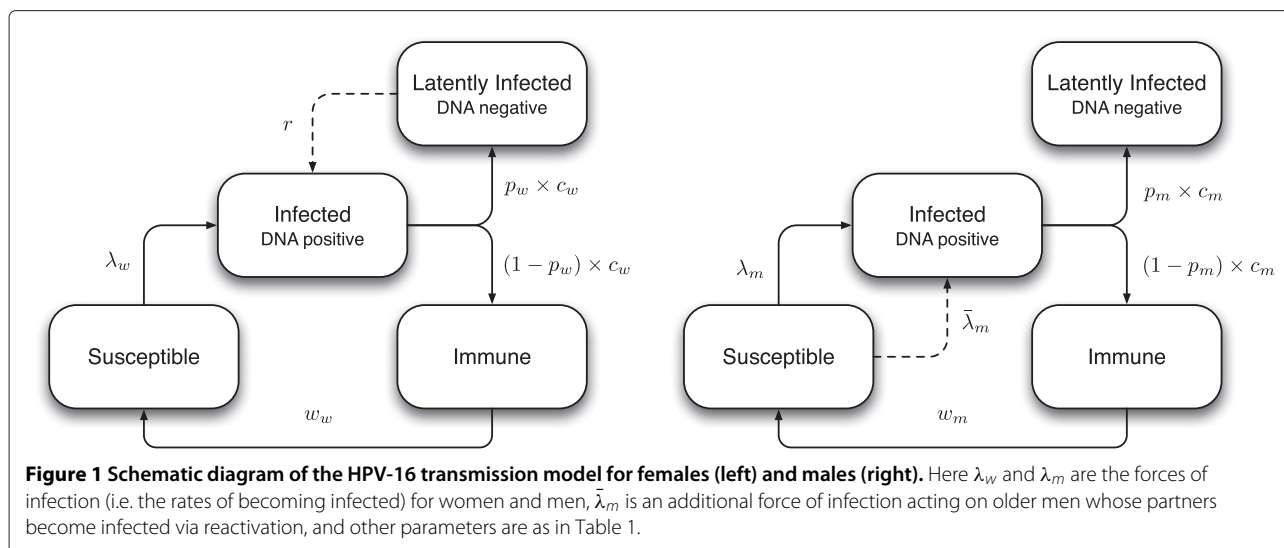 Latently Infected
DNA negative
r
p_w × c_w
Infected
DNA positive
λ_w
(1 − p_w) × c_w
Susceptible
Immune
w_w
Latently Infected
DNA negative
p_m × c_m
Infected
DNA positive
λ_m
(1 − p_m) × c_m
λ̄_m
Susceptible
Immune
w_m
Figure 1 Schematic diagram of the HPV-16 transmission model for females (left) and males (right). Here λ_w and λ_m are the forces of
infection (i.e. the rates of becoming infected) for women and men, λ̄_m is an additional force of infection acting on older men whose partners
become infected via reactivation, and other parameters are as in Table 1.